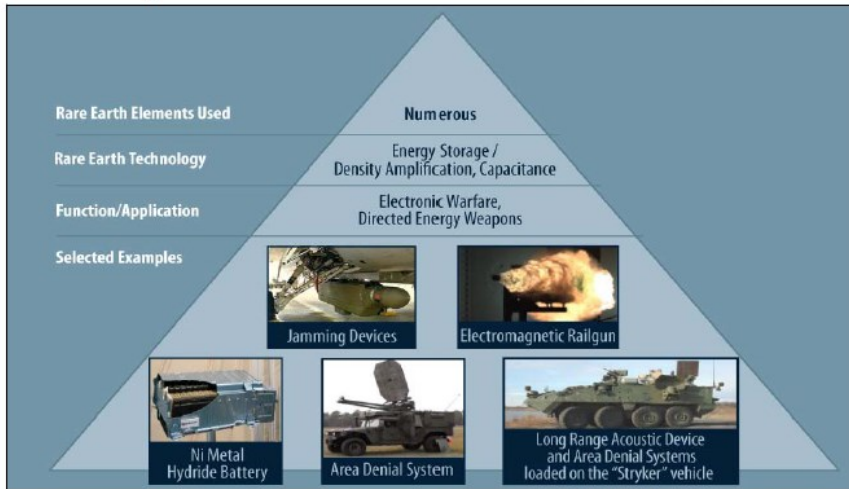 Rare Earth Elements Used
Numerous
Rare Earth Technology
Energy Storage /
Density Amplification, Capacitance
Function/Application
Electronic Warfare,
Directed Energy Weapons
Selected Examples
Jamming Devices
Electromagnetic Railgun
Ni Metal
Hydride Battery
Area Denial System
Long Range Acoustic Device
and Area Denial Systems
loaded on the “Stryker” vehicle